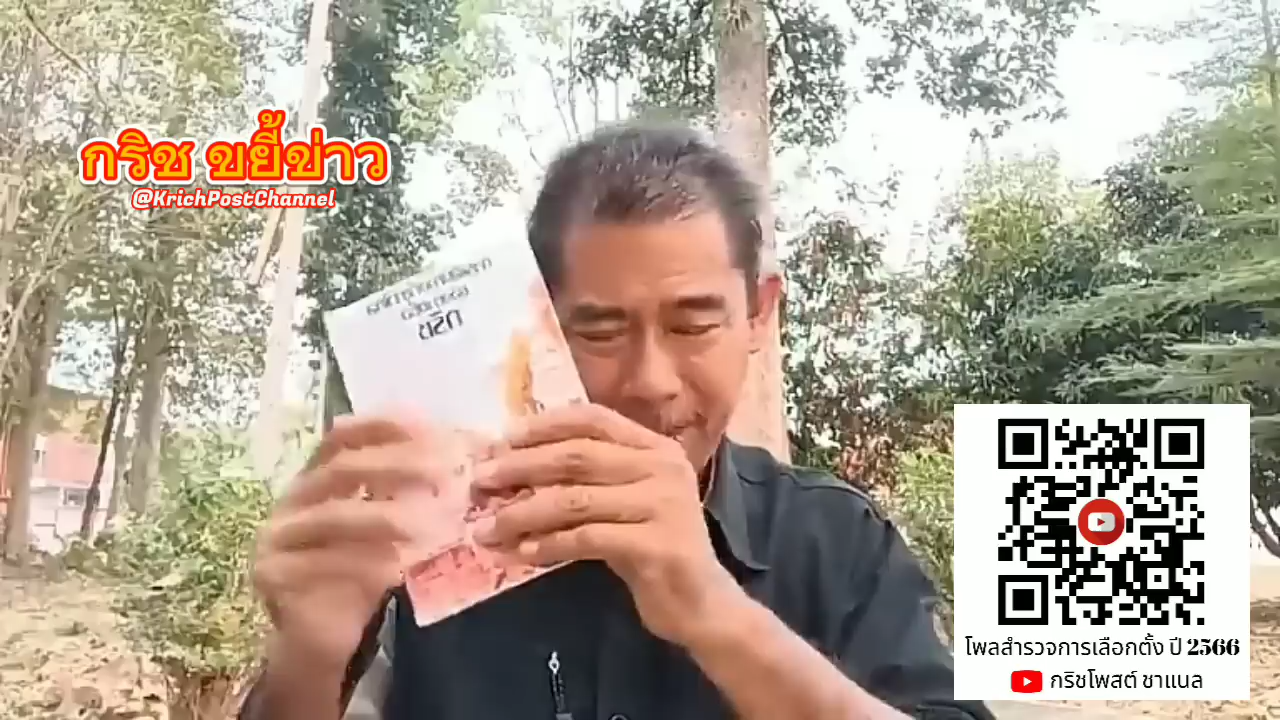 กริช ขยี้ข่าว
@KrichPostChannel
โพลสำรวจการเลือกตั้ง ปี 2566
กริชโพสต์ ชาแนล